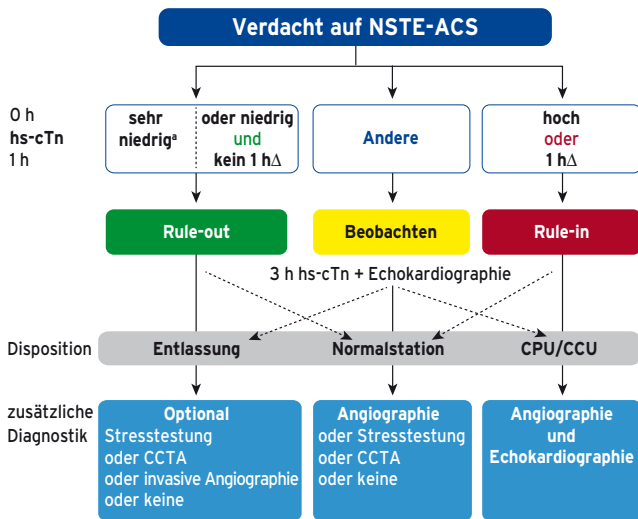 Verdacht auf NSTE-ACS
0 h
hs-cTn
1 h
sehr
niedrigᵃ
oder niedrig
und
kein 1 hΔ
Andere
hoch
oder
1 hΔ
Rule-out
Beobachten
Rule-in
3 h hs-cTn + Echokardiographie
Disposition
Entlassung
Normalstation
CPU/CCU
zusätzliche
Diagnostik
Optional
Stresstestung
oder CCTA
oder invasive Angiographie
oder keine
Angiographie
oder Stresstestung
oder CCTA
oder keine
Angiographie
und
Echokardiographie